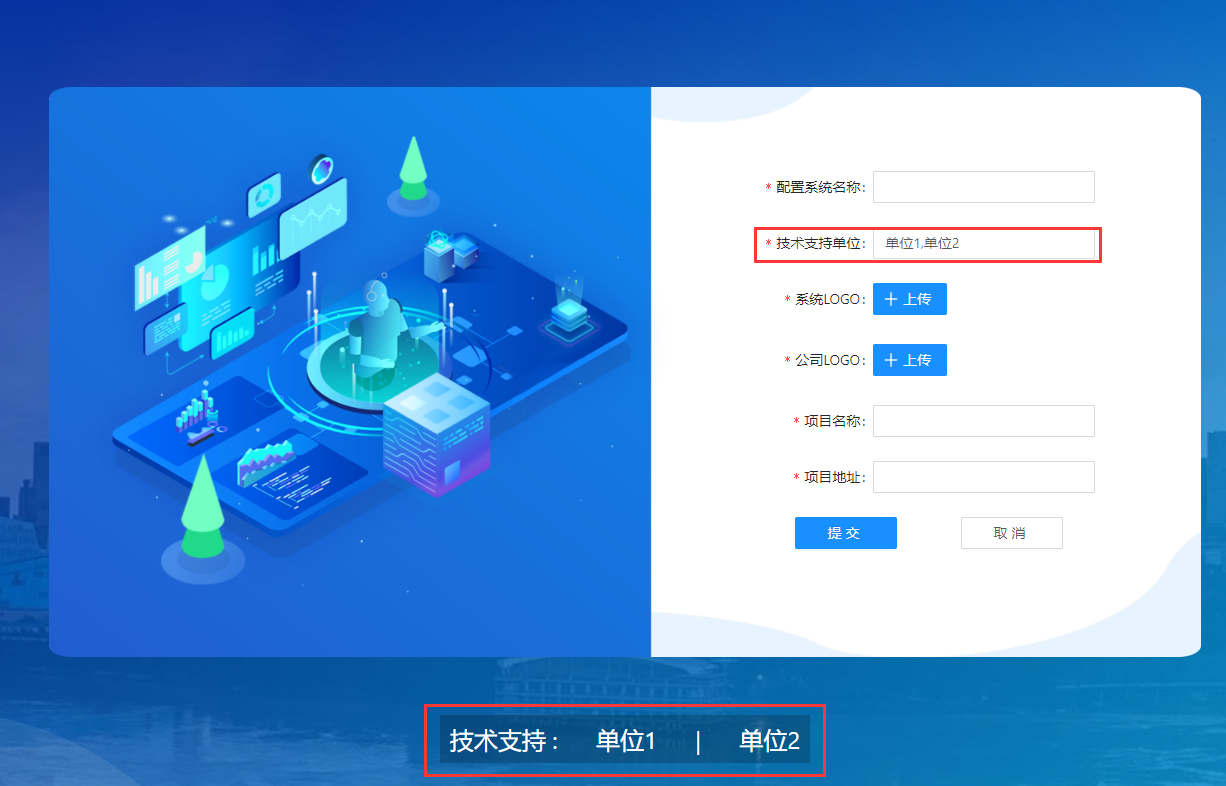 * 配置系统名称:
* 技术支持单位: 单位1,单位2
* 系统LOGO: + 上传
* 公司LOGO: + 上传
* 项目名称:
* 项目地址:
提 交 取 消
技术支持 : 单位1 | 单位2